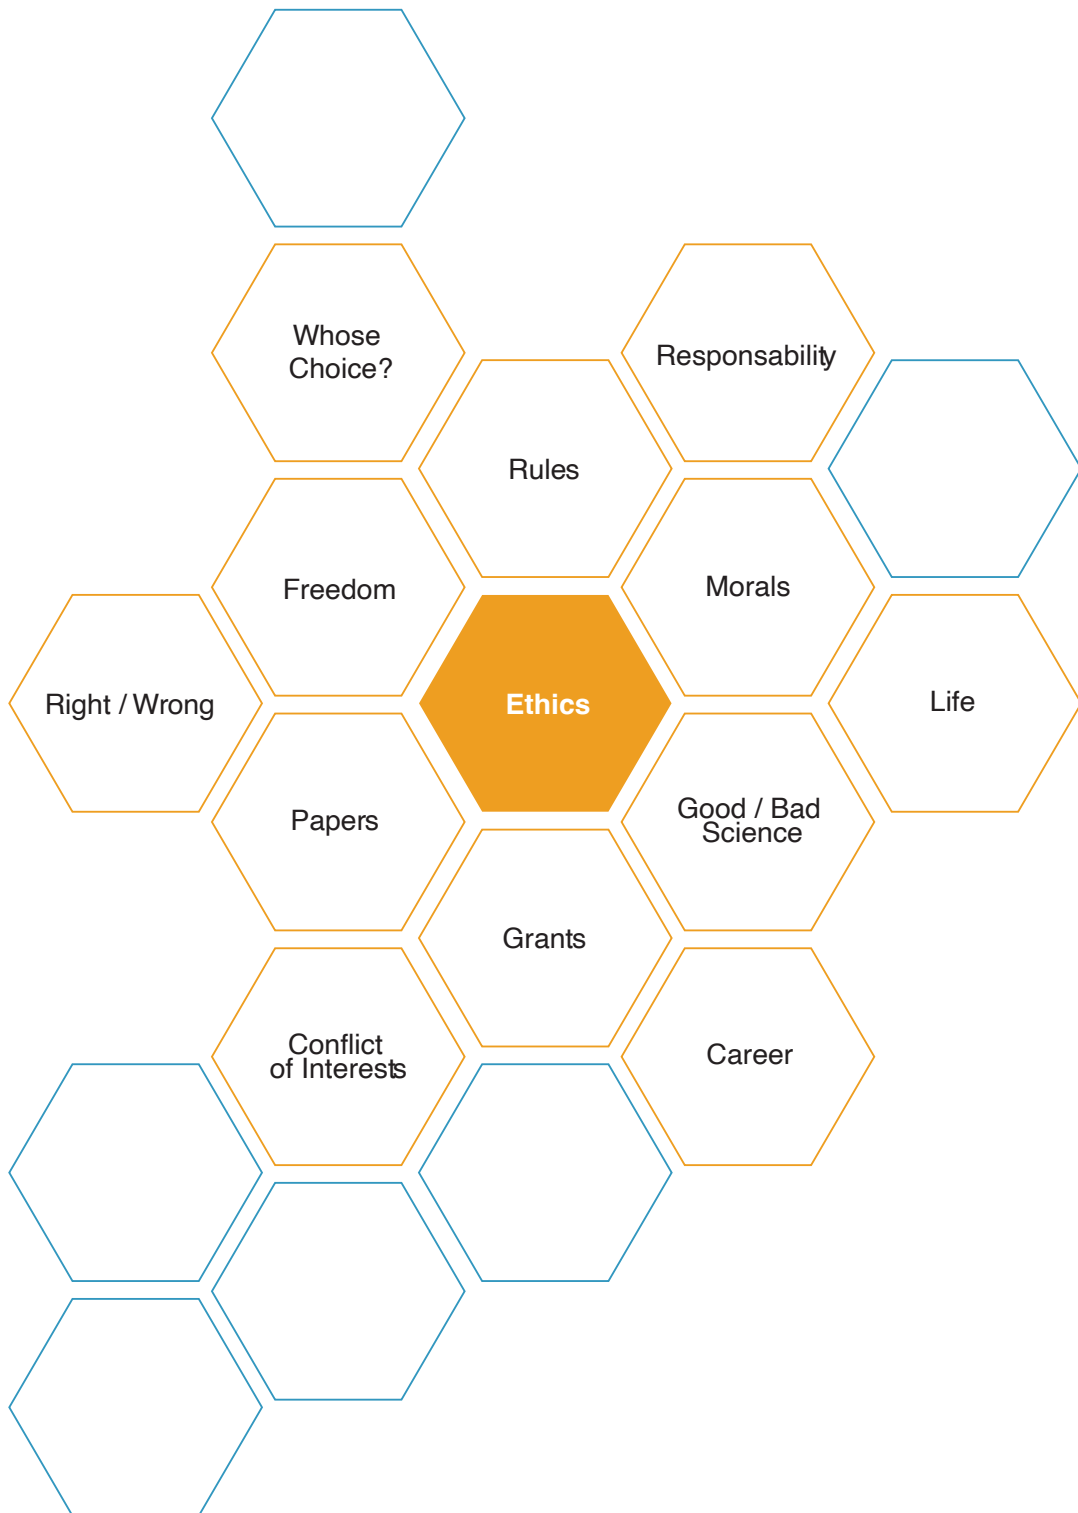 Whose
Choice?
Responsability
Rules
Freedom
Morals
Right / Wrong
Ethics
Life
Papers
Good / Bad
Science
Grants
Conflict
of Interests
Career